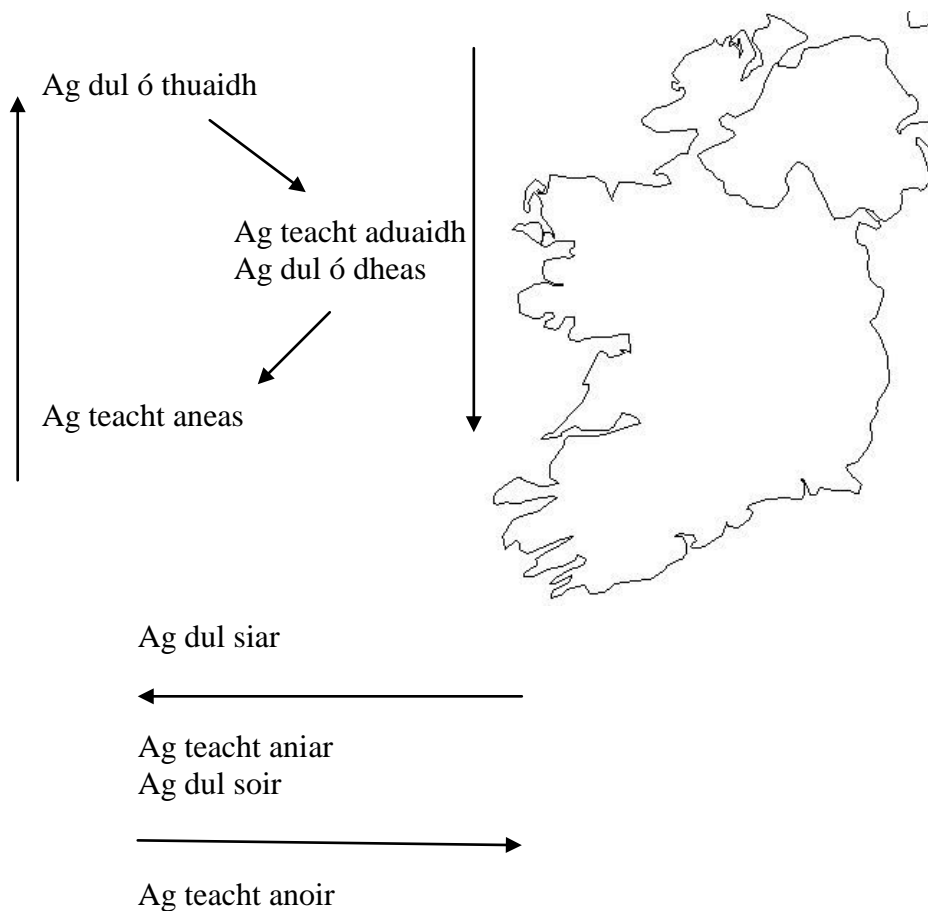 Ag dul ó thuaidh
Ag teacht aduaidh
Ag dul ó dheas
Ag teacht aneas
Ag dul siar
Ag teacht aniar
Ag dul soir
Ag teacht anoir